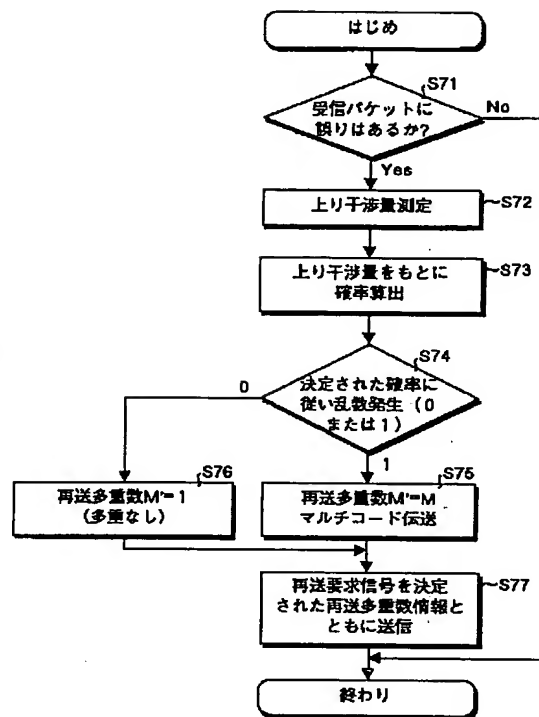 はじめ
S71
受信パケットに
誤りはあるか?
No
Yes
上り干渉量測定
S72
上り干渉量をもとに
確率算出
S73
S74
決定された確率に
従い乱数発生（0
または1）
0
1
S76
再送多重数M'=1
(多重なし)
S75
再送多重数M'=M
マルチコード伝送
再送要求信号を決定
された再送多重数情報と
ともに送信
S77
終わり